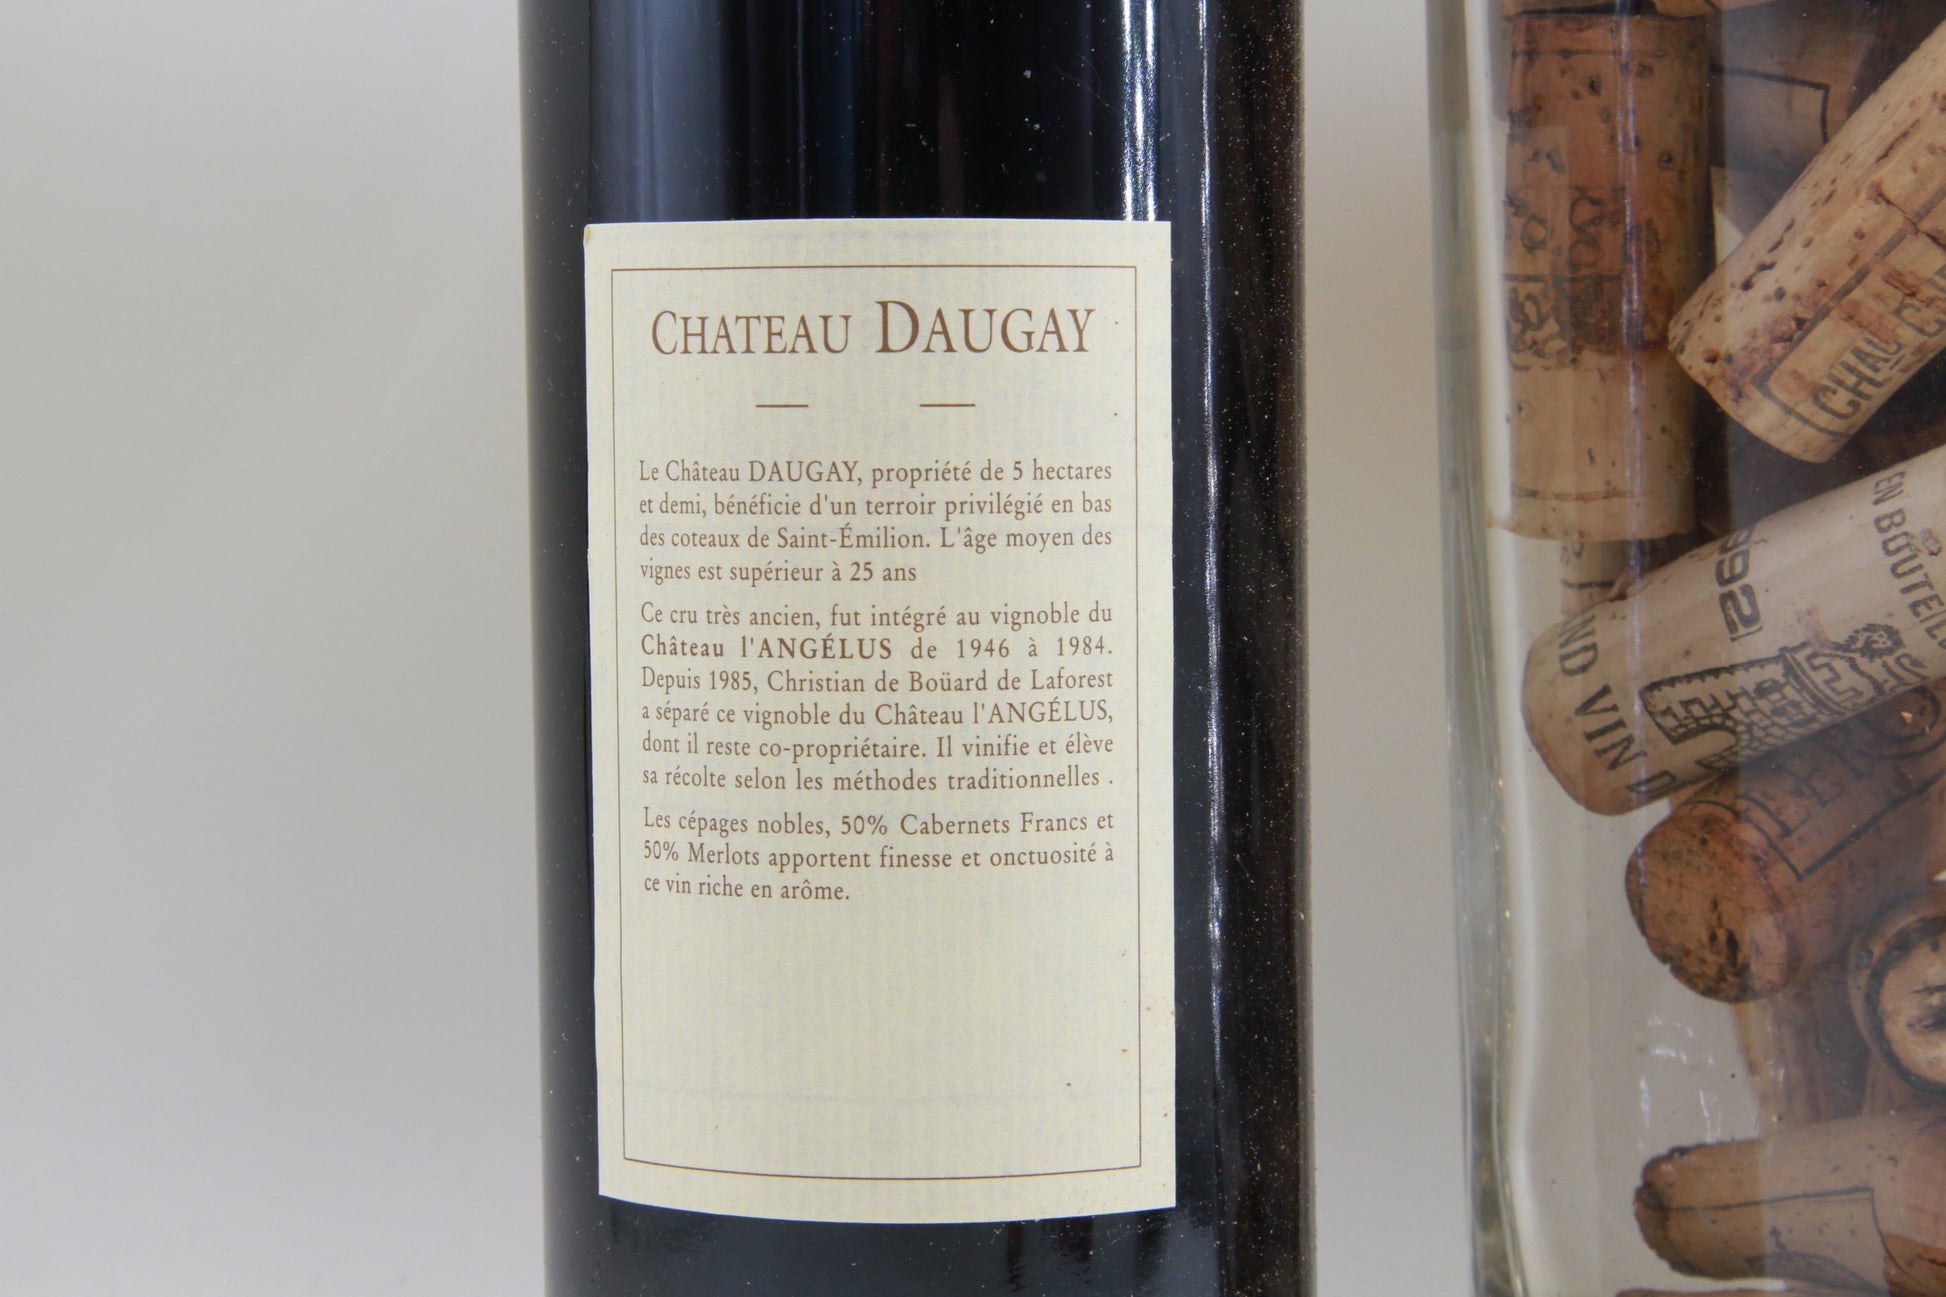 CHATEAU DAUGAY
Le Château DAUGAY, propriété de 5 hectares
et demi, bénéficie d'un terroir privilégié en bas
des coteaux de Saint-Émilion. L'âge moyen des
vignes est supérieur à 25 ans
Ce cru très ancien, fut intégré au vignoble du
Château l'ANGÉLUS de 1946 à 1984.
Depuis 1985, Christian de Boüard de Laforest
a séparé ce vignoble du Château l'ANGÉLUS,
dont il reste co-propriétaire. Il vinifie et élève
sa récolte selon les méthodes traditionnelles .
Les cépages nobles, 50% Cabernets Francs et
50% Merlots apportent finesse et onctuosité à
ce vin riche en arôme.
EN BOUTEIL
VIN